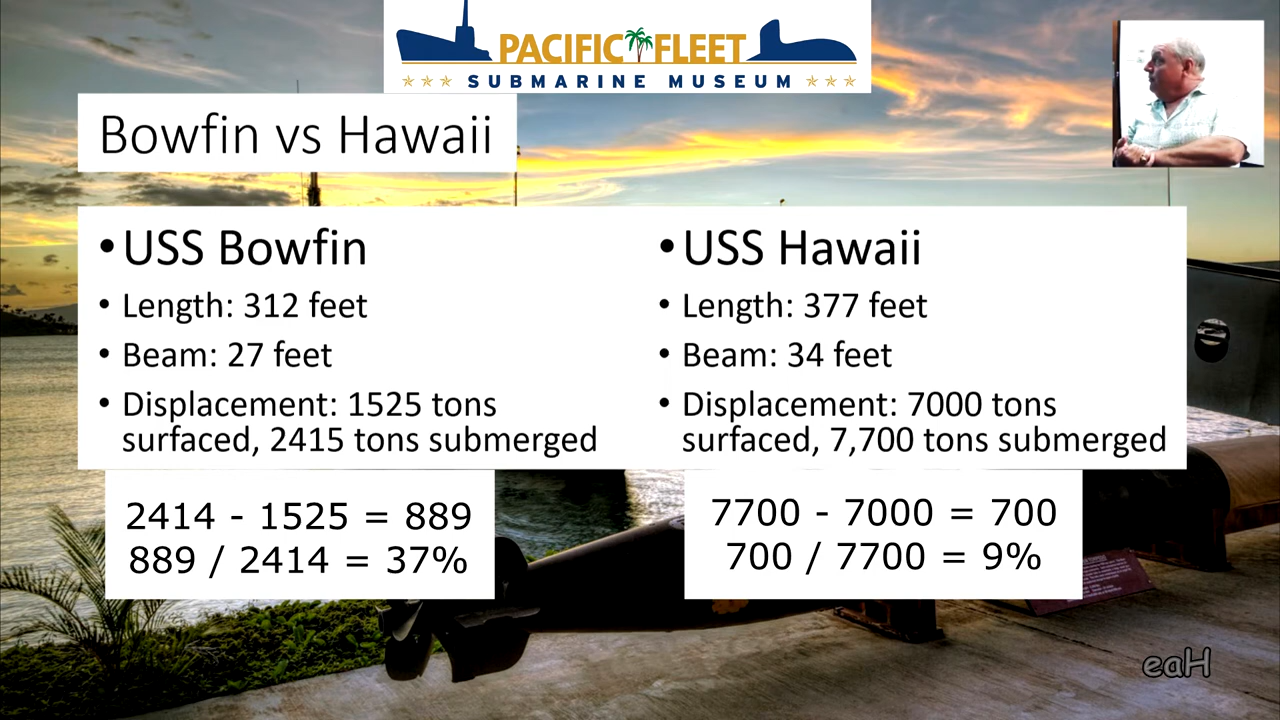 PACIFIC FLEET
SUBMARINE MUSEUM
Bowfin vs Hawaii
•USS Bowfin
• Length: 312 feet
• Beam: 27 feet
• Displacement: 1525 tons
surfaced, 2415 tons submerged
2414 - 1525 = 889
889 / 2414 = 37%
•USS Hawaii
• Length: 377 feet
• Beam: 34 feet
• Displacement: 7000 tons
surfaced, 7,700 tons submerged
7700 - 7000 = 700
700 / 7700 = 9%
eaH